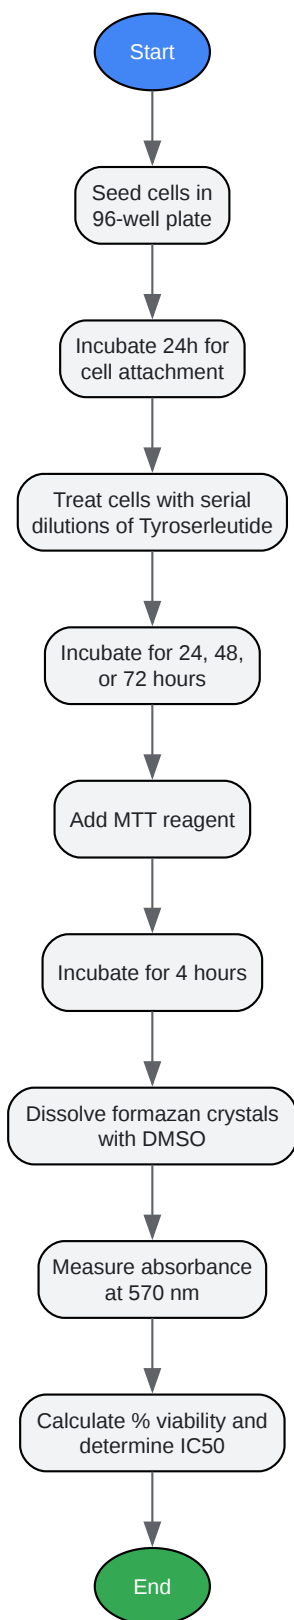 Start
Seed cells in
96-well plate
Incubate 24h for
cell attachment
Treat cells with serial
dilutions of Tyroserleutide
Incubate for 24, 48,
or 72 hours
Add MTT reagent
Incubate for 4 hours
Dissolve formazan crystals
with DMSO
Measure absorbance
at 570 nm
Calculate % viability and
determine IC50
End